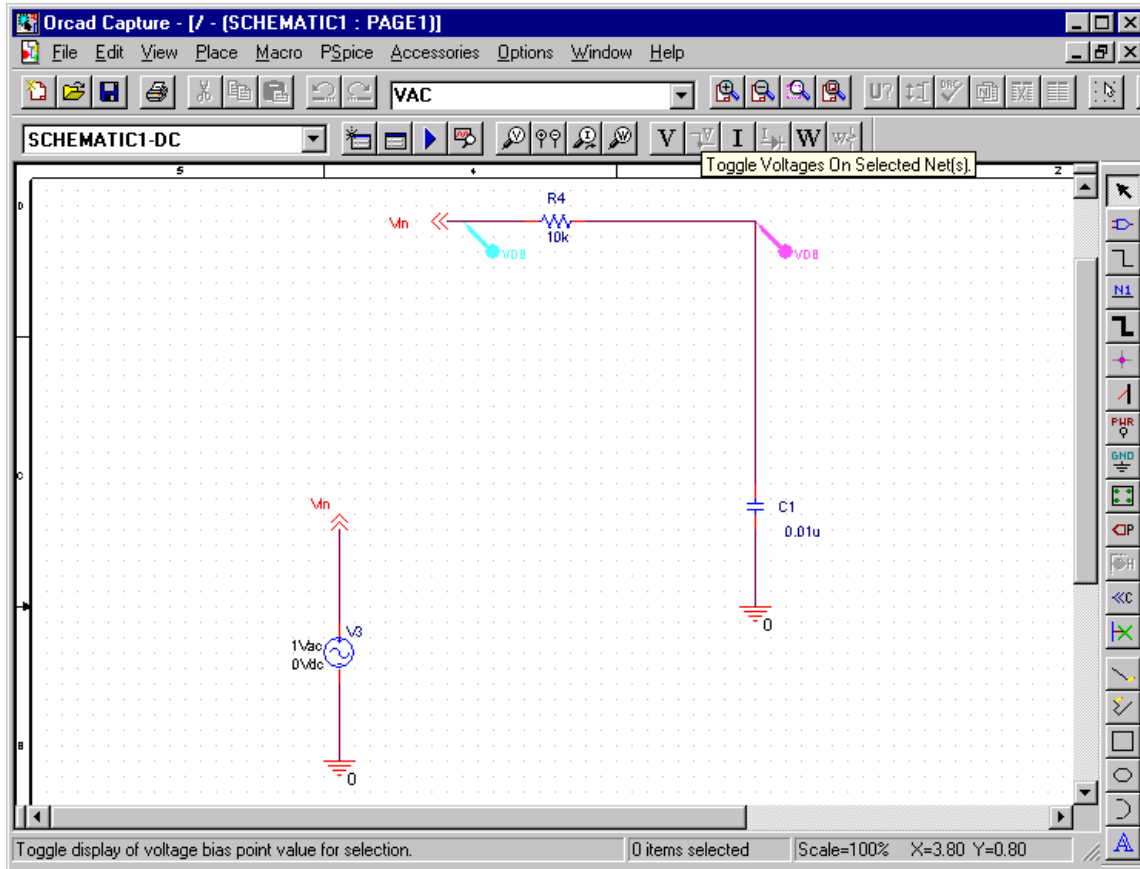 Orcad Capture - [/ - (SCHEMATIC1 : PAGE1)]
File Edit View Place Macro PSpice Accessories Options Window Help
VAC
U?
DRC
SCHEMATIC1-DC
V I W
V V I I W W
Toggle Voltages On Selected Net(s).
5 4 2
D
R4
Vin
10k
VDB VDB
N1
PWR
GND
C
Vin
C1
0.01u
P
H
C
0
V3
1Vac
0Vdc
B
0
A
Toggle display of voltage bias point value for selection. 0 items selected Scale=100% X=3.80 Y=0.80